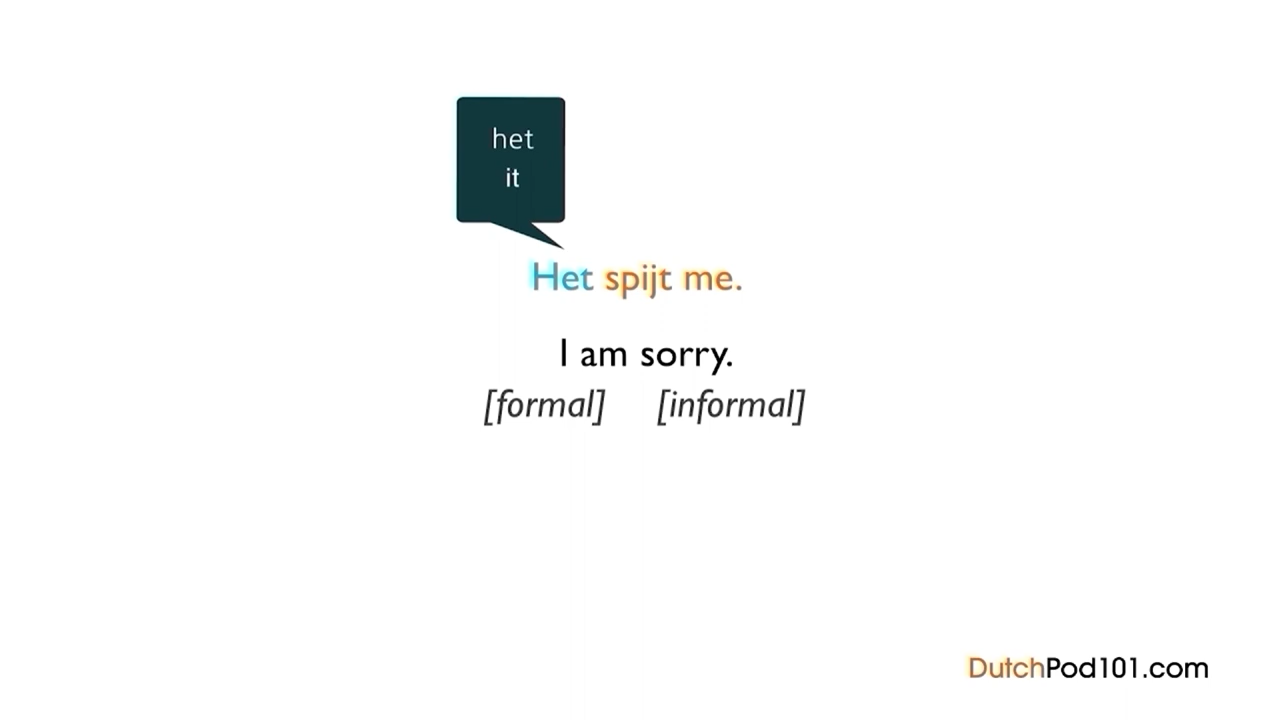 het
it
Het spijt me.
I am sorry.
[formal] [informal]
DutchPod101.com